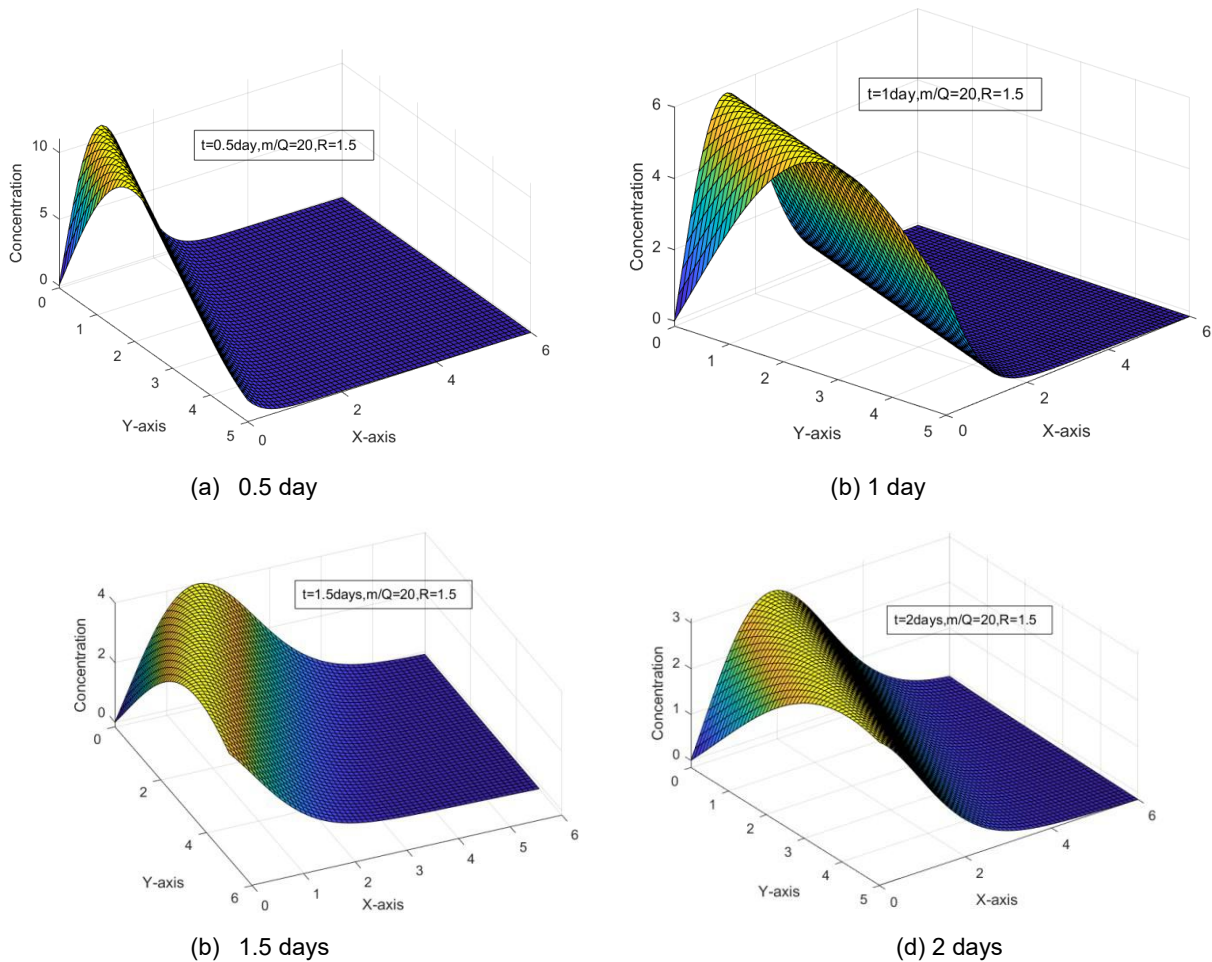 t=0.5day,m/Q=20,R=1.5
10
5
0
Concentration
0
1
2
3
4
5
Y-axis
0
2
4
6
X-axis
(a) 0.5 day
t=1day,m/Q=20,R=1.5
6
4
2
0
Concentration
0
1
2
3
4
5
Y-axis
0
2
4
6
X-axis
(b) 1 day
t=1.5days,m/Q=20,R=1.5
4
2
0
Concentration
0
2
4
6
Y-axis
0
1
2
3
4
5
6
X-axis
(b) 1.5 days
t=2days,m/Q=20,R=1.5
3
2
1
0
Concentration
0
1
2
3
4
5
Y-axis
0
2
4
6
X-axis
(d) 2 days